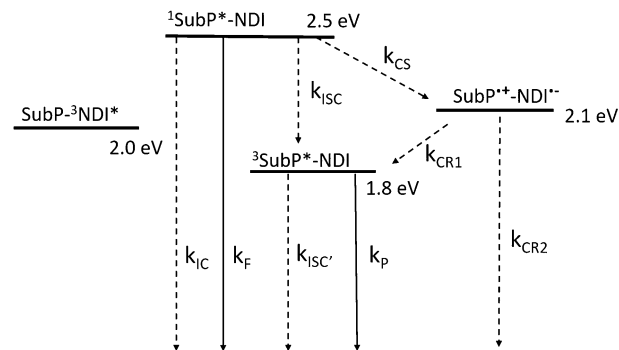 ¹SubP*-NDI 2.5 eV
k_CS
k_ISC
SubP•⁺-NDI•⁻
SubP-³NDI*
2.1 eV
2.0 eV
³SubP*-NDI
k_CR1
1.8 eV
k_IC k_F k_ISC' k_P k_CR2